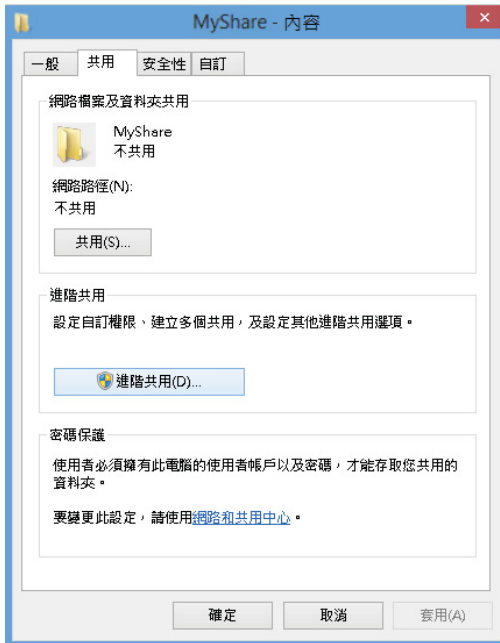 MyShare - 內容
一般 共用 安全性 自訂
網路檔案及資料夾共用
MyShare
不共用
網路路徑(N):
不共用
共用(S)...
進階共用
設定自訂權限、建立多個共用，及設定其他進階共用選項。
進階共用(D)...
密碼保護
使用者必須擁有此電腦的使用者帳戶以及密碼，才能存取您共用的
資料夾。
要變更此設定，請使用網路和共用中心。
確定 取消 套用(A)